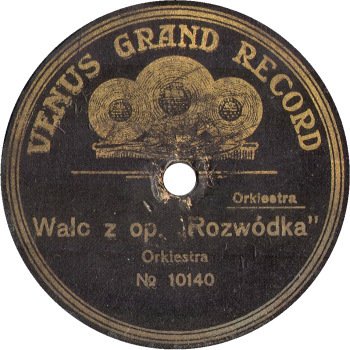 VENUS GRAND RECORD
Orkiestra
Walc z op. „Rozwódka"
Orkiestra
№ 10140